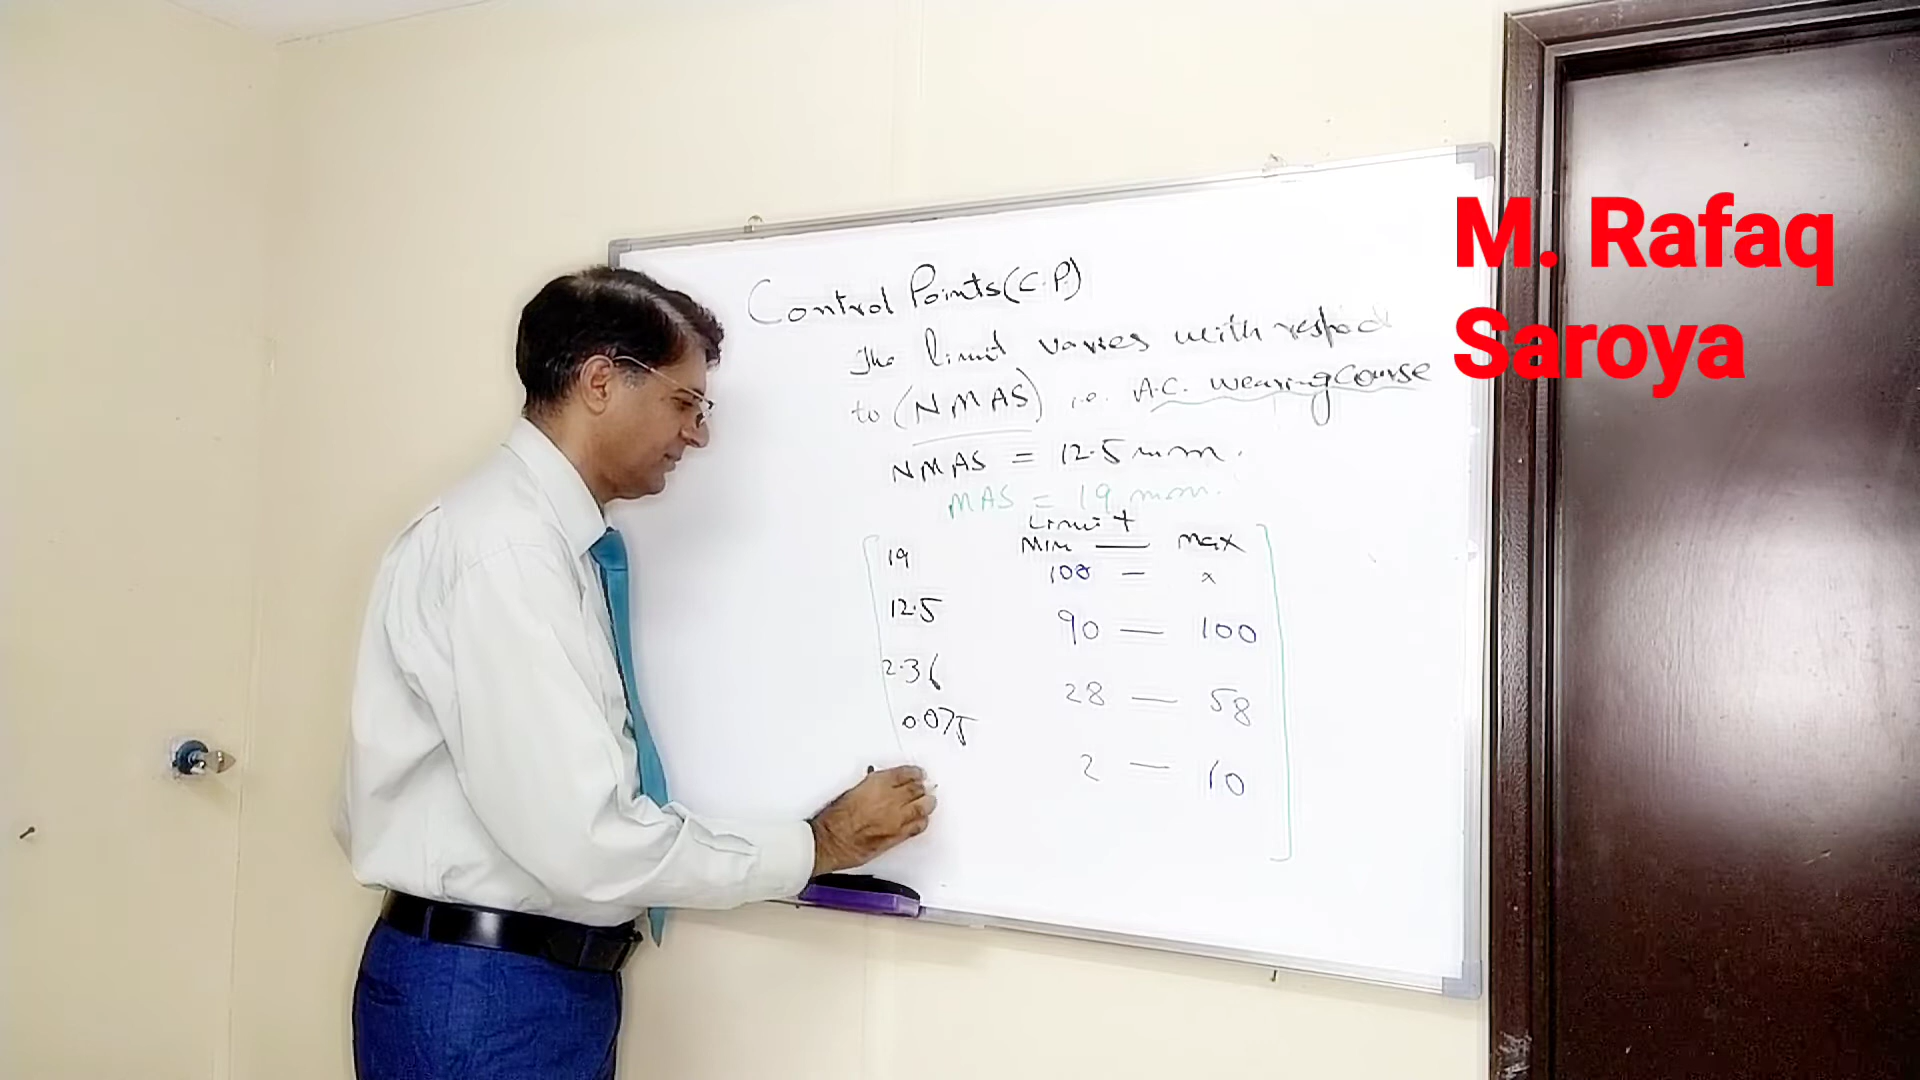 M. Rafaq
Saroya
Control Points (C.P)
The limit varies with respect
to (NMAS) i.e. A.C. wearing course
NMAS = 12.5 mm.
MAS = 19 mm.
Limit
Min — max
19 100 — x
12.5 90 — 100
2.36 28 — 58
0.075 2 — 10